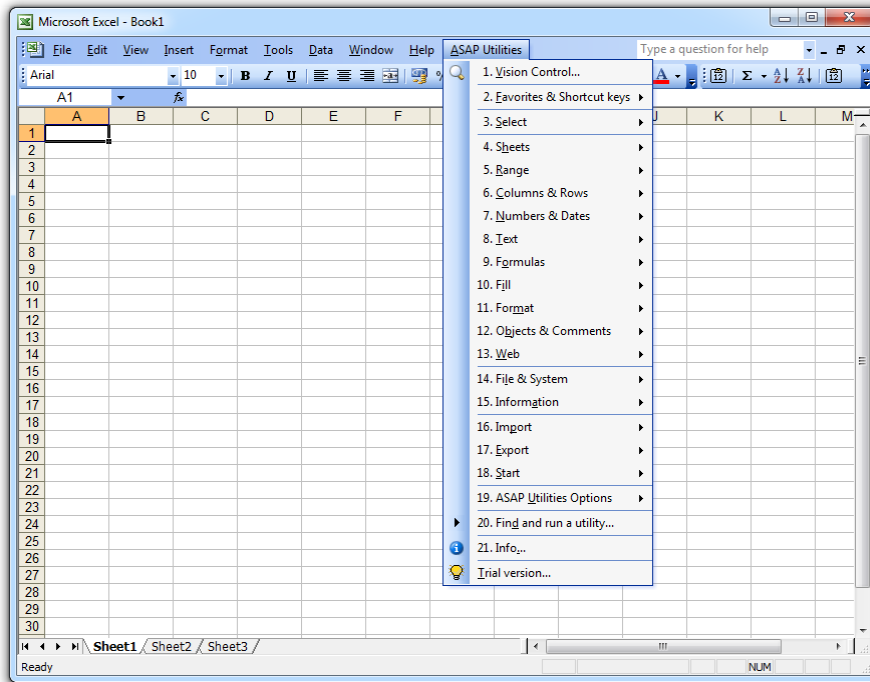 Microsoft Excel - Book1
File Edit View Insert Format Tools Data Window Help ASAP Utilities Type a question for help
Arial 10 B I U A Σ
A1 fx
A B C D E F J K L M
1
2
3
4
5
6
7
8
9
10
11
12
13
14
15
16
17
18
19
20
21
22
23
24
25
26
27
28
29
30
1. Vision Control...
2. Favorites & Shortcut keys
3. Select
4. Sheets
5. Range
6. Columns & Rows
7. Numbers & Dates
8. Text
9. Formulas
10. Fill
11. Format
12. Objects & Comments
13. Web
14. File & System
15. Information
16. Import
17. Export
18. Start
19. ASAP Utilities Options
20. Find and run a utility...
21. Info...
Trial version...
Sheet1 Sheet2 Sheet3
Ready NUM